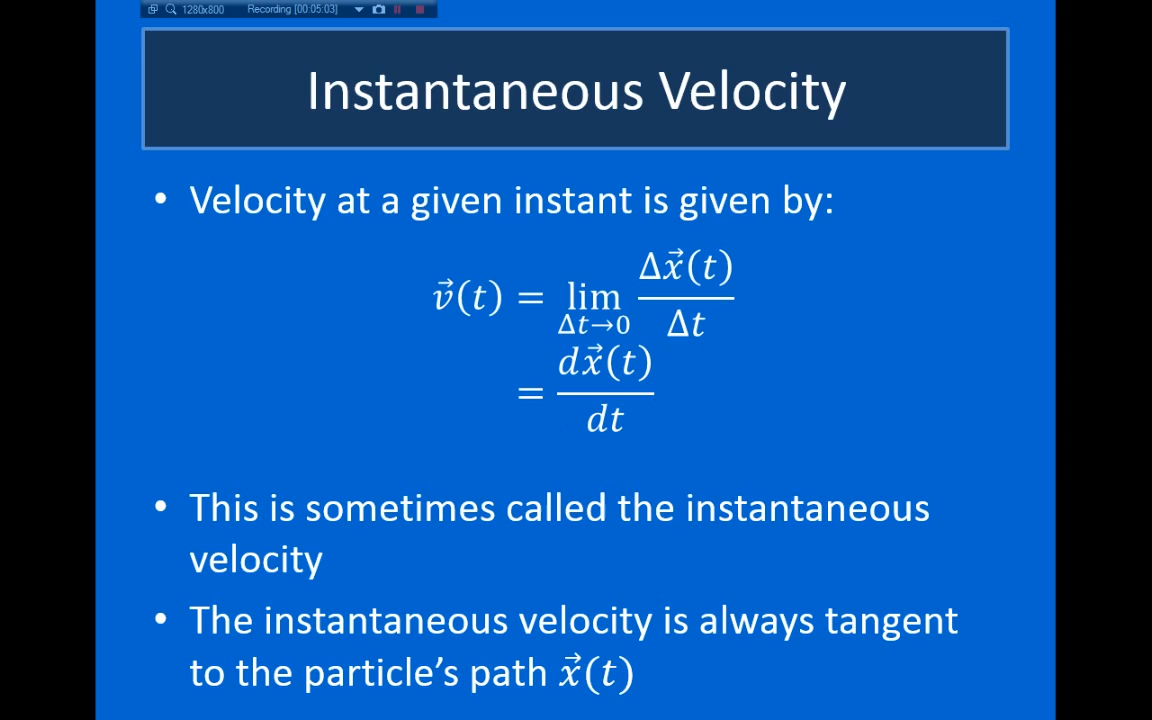 1280x800 Recording [00:05:03]
Instantaneous Velocity
• Velocity at a given instant is given by:
v⃗(t) = lim Δt→0 Δx⃗(t)/Δt
= dx⃗(t)/dt
• This is sometimes called the instantaneous
velocity
• The instantaneous velocity is always tangent
to the particle’s path x⃗(t)